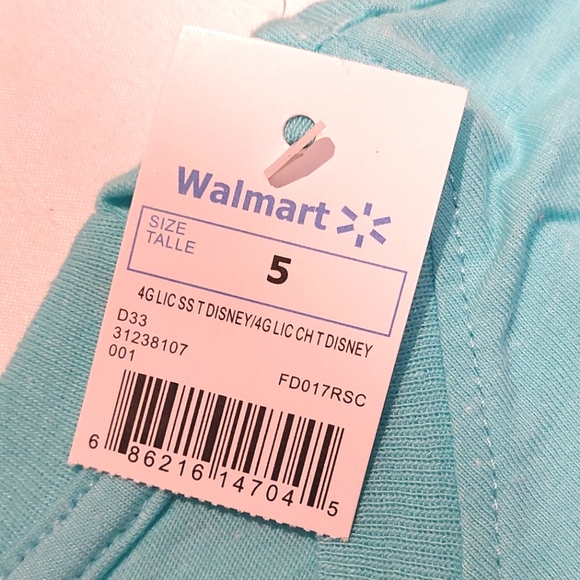 Walmart
SIZE
TALLE
5
4G LIC SS T DISNEY/4G LIC CH T DISNEY
D33
31238107
001
FD017RSC
6 86216 14704 5